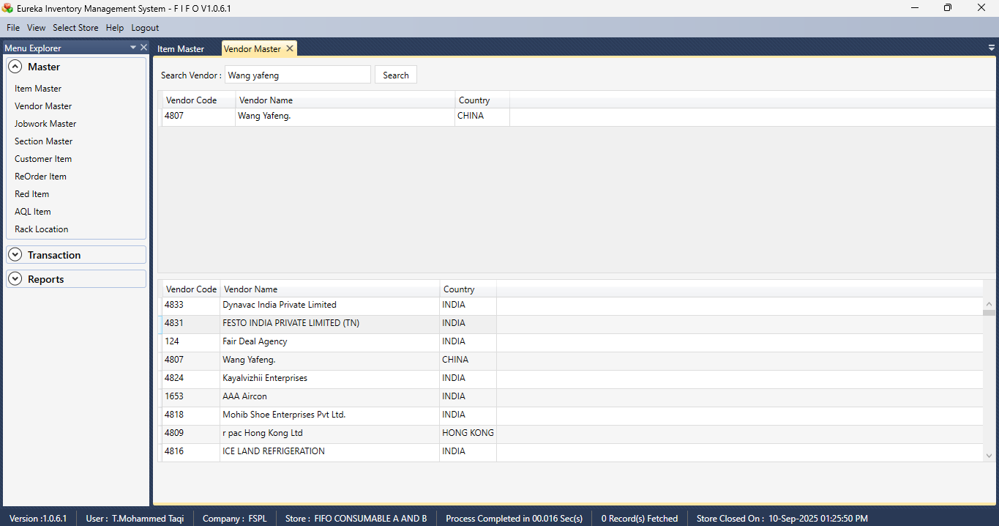 Eureka Inventory Management System - F I F O V1.0.6.1
File View Select Store Help Logout
Menu Explorer
Item Master Vendor Master
Master
Item Master
Vendor Master
Jobwork Master
Section Master
Customer Item
ReOrder Item
Red Item
AQL Item
Rack Location
Transaction
Reports
Search Vendor : Wang yafeng Search
Vendor Code Vendor Name Country
4807 Wang Yafeng. CHINA
Vendor Code Vendor Name Country
4833 Dynavac India Private Limited INDIA
4831 FESTO INDIA PRIVATE LIMITED (TN) INDIA
124 Fair Deal Agency INDIA
4807 Wang Yafeng. CHINA
4824 Kayalvizhii Enterprises INDIA
1653 AAA Aircon INDIA
4818 Mohib Shoe Enterprises Pvt Ltd. INDIA
4809 r pac Hong Kong Ltd HONG KONG
4816 ICE LAND REFRIGERATION INDIA
Version :1.0.6.1 User : T.Mohammed Taqi Company : FSPL Store : FIFO CONSUMABLE A AND B Process Completed in 00.016 Sec(s) 0 Record(s) Fetched Store Closed On : 10-Sep-2025 01:25:50 PM